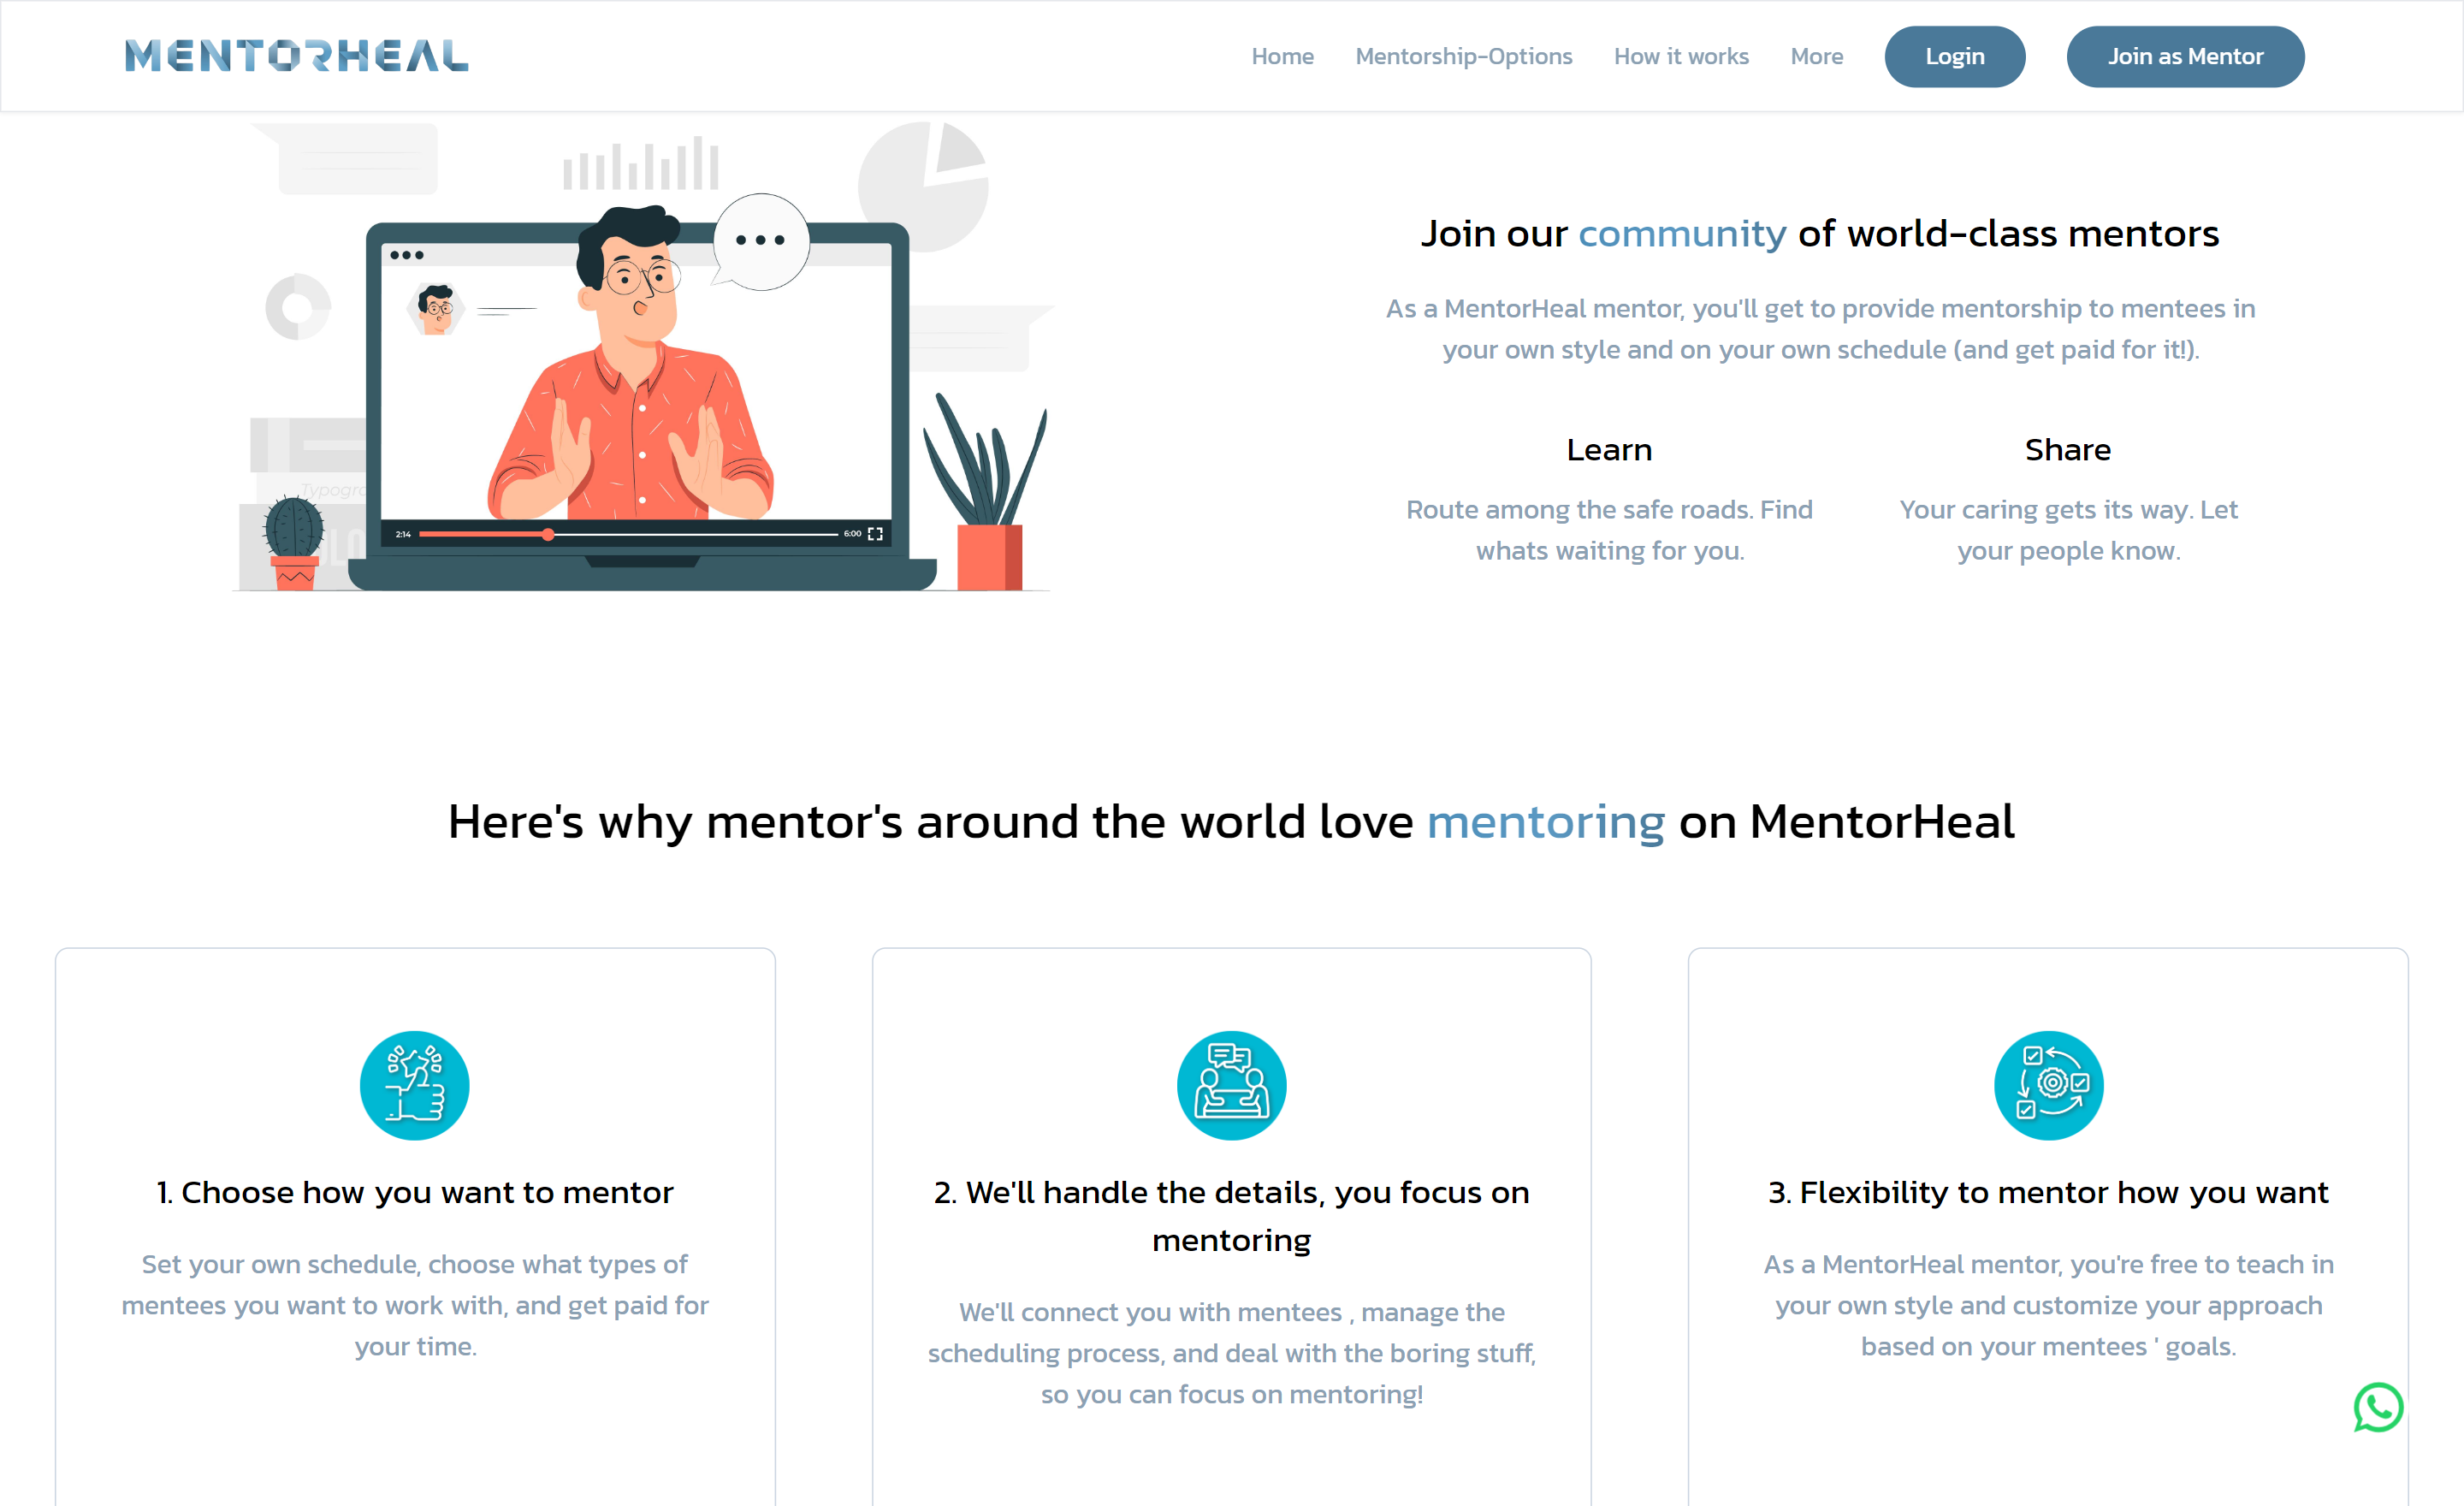 MENTORHEAL
Home Mentorship-Options How it works More Login Join as Mentor
Join our community of world-class mentors
As a MentorHeal mentor, you'll get to provide mentorship to mentees in
your own style and on your own schedule (and get paid for it!).
Learn
Route among the safe roads. Find
whats waiting for you.
Share
Your caring gets its way. Let
your people know.
2:14
6:00
Here's why mentor's around the world love mentoring on MentorHeal
1. Choose how you want to mentor
Set your own schedule, choose what types of
mentees you want to work with, and get paid for
your time.
2. We'll handle the details, you focus on
mentoring
We'll connect you with mentees , manage the
scheduling process, and deal with the boring stuff,
so you can focus on mentoring!
3. Flexibility to mentor how you want
As a MentorHeal mentor, you're free to teach in
your own style and customize your approach
based on your mentees ' goals.